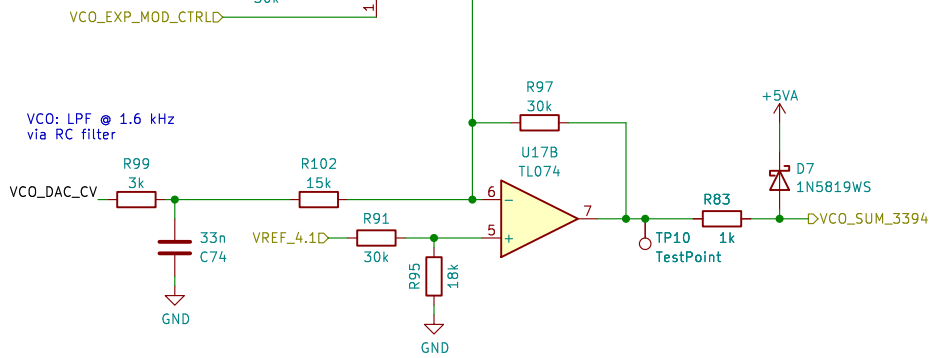 30k
VCO_EXP_MOD_CTRL
1
R97
30k
+5VA
VCO: LPF @ 1.6 kHz
via RC filter
U17B
TL074
R99
3k
R102
15k
D7
1N5819WS
VCO_DAC_CV
6
-
R83
1k
7
VCO_SUM_3394
R91
30k
VREF_4.1
5
+
TP10
TestPoint
33n
C74
R95
18k
GND
GND